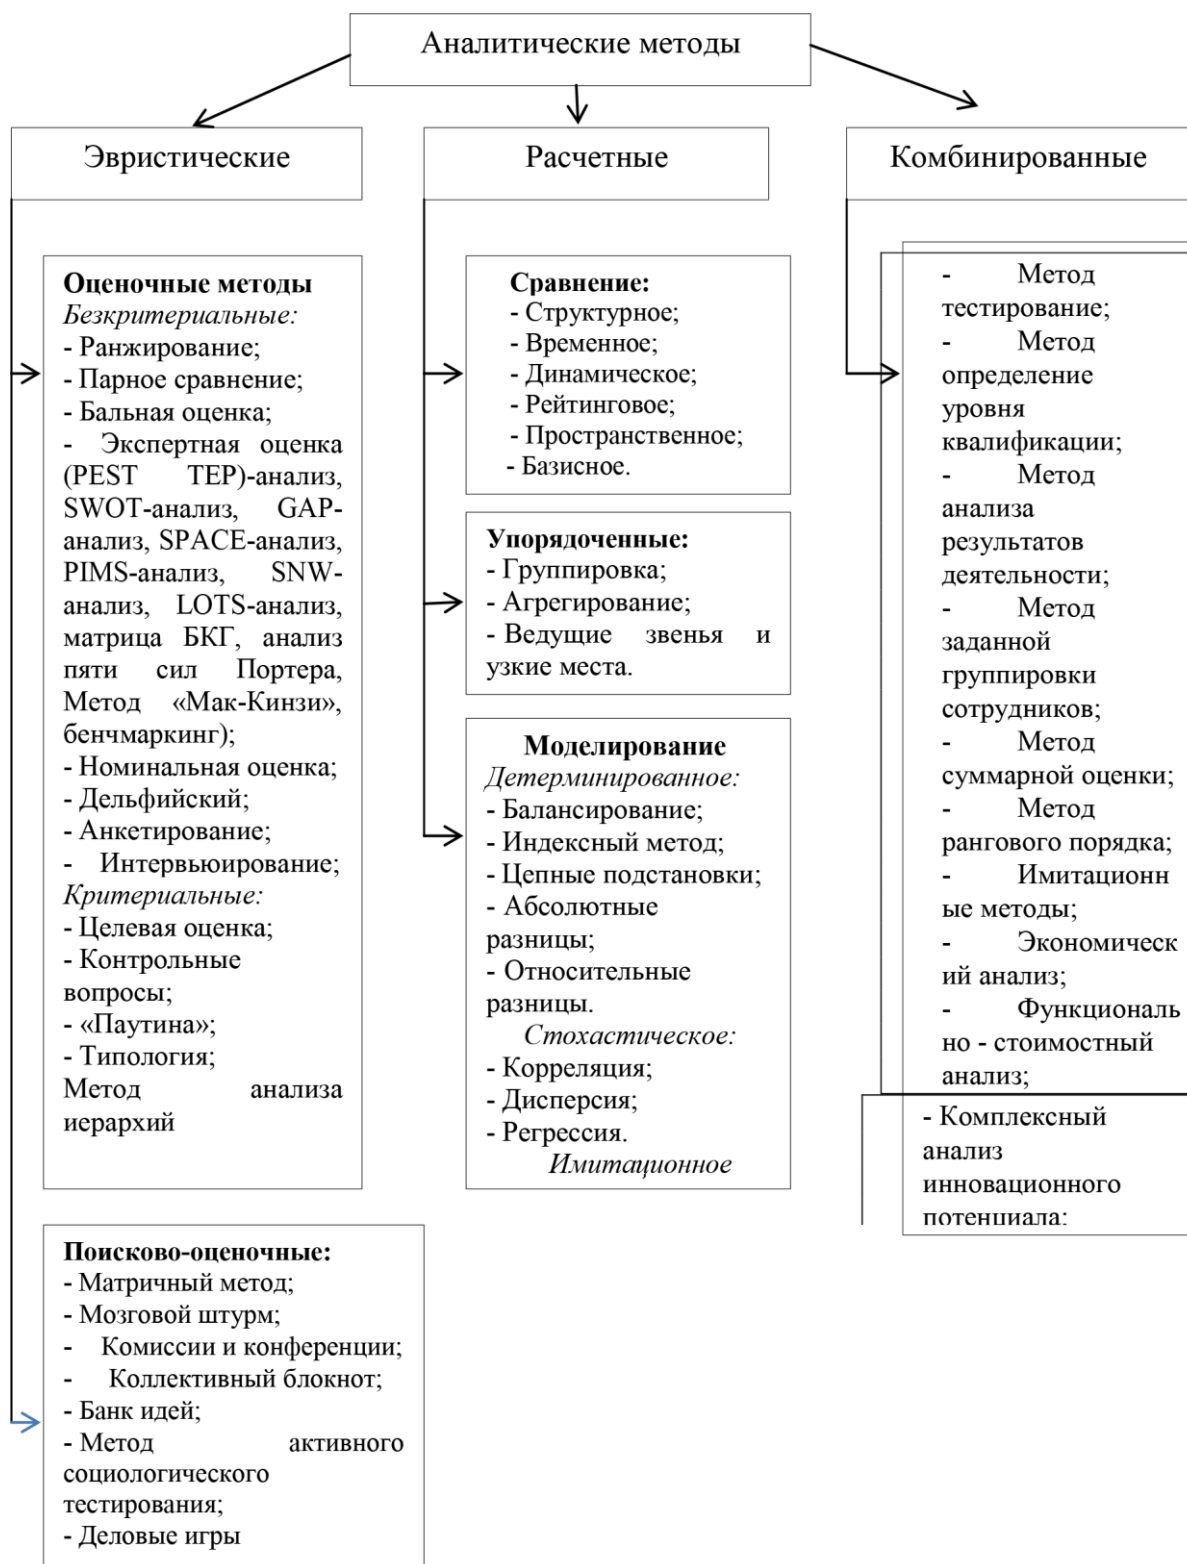 Аналитические методы
Эвристические
Расчетные
Комбинированные
Оценочные методы
Безкритериальные:
- Ранжирование;
- Парное сравнение;
- Бальная оценка;
- Экспертная оценка
(PEST TEP)-анализ,
SWOT-анализ, GAP-
анализ, SPACE-анализ,
PIMS-анализ, SNW-
анализ, LOTS-анализ,
матрица БКГ, анализ
пяти сил Портера,
Метод «Мак-Кинзи»,
бенчмаркинг);
- Номинальная оценка;
- Дельфийский;
- Анкетирование;
- Интервьюирование;
Критериальные:
- Целевая оценка;
- Контрольные
вопросы;
- «Паутина»;
- Типология;
Метод анализа
иерархий
Поисково-оценочные:
- Матричный метод;
- Мозговой штурм;
- Комиссии и конференции;
- Коллективный блокнот;
- Банк идей;
- Метод активного
социологического
тестирования;
- Деловые игры
Сравнение:
- Структурное;
- Временное;
- Динамическое;
- Рейтинговое;
- Пространственное;
- Базисное.
Упорядоченные:
- Группировка;
- Агрегирование;
- Ведущие звенья и
узкие места.
Моделирование
Детерминированное:
- Балансирование;
- Индексный метод;
- Цепные подстановки;
- Абсолютные
разницы;
- Относительные
разницы.
Стохастическое:
- Корреляция;
- Дисперсия;
- Регрессия.
Имитационное
- Метод
тестирование;
- Метод
определение
уровня
квалификации;
- Метод
анализа
результатов
деятельности;
- Метод
заданной
группировки
сотрудников;
- Метод
суммарной оценки;
- Метод
рангового порядка;
- Имитационн
ые методы;
- Экономическ
ий анализ;
- Функциональ
но - стоимостный
анализ;
- Комплексный
анализ
инновационного
потенциала;